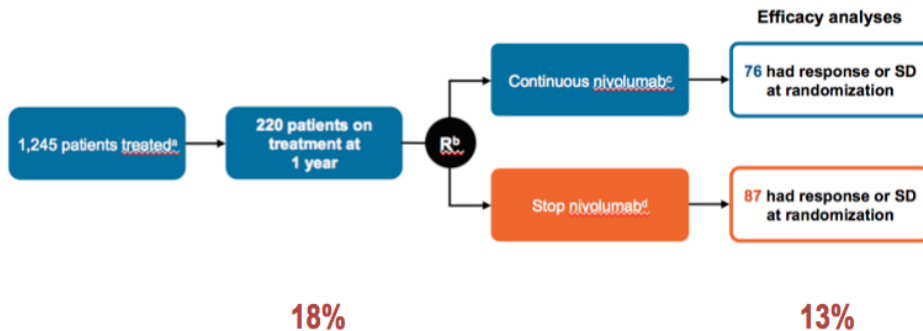 Efficacy analyses
1,245 patients treatedᵃ
220 patients on
treatment at
1 year
Rᵇ
Continuous nivolumabᶜ
76 had response or SD
at randomization
Stop nivolumabᵈ
87 had response or SD
at randomization
18%
13%